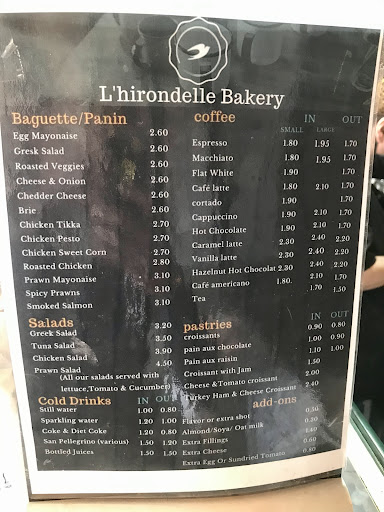 L'hirondelle Bakery
Baguette/Panin
Egg Mayonaise 2.60
Gresk Salad 2.60
Roasted Veggies 2.60
Cheese & Onion 2.60
Chedder Cheese 2.60
Brie 2.60
Chicken Tikka 2.70
Chicken Pesto 2.70
Chicken Sweet Corn 2.70
Roasted Chicken 2.80
Prawn Mayonaise 3.10
Spicy Prawns 3.10
Smoked Salmon 3.10
Salads
Greek Salad 3.20
Tuna Salad 3.50
Chicken Salad 3.90
Prawn Salad 4.50
(All our salads served with
lettuce,Tomato & Cucumber)
Cold Drinks IN OUT
Still water 1.00 0.80
Sparkling water 1.20 1.00
Coke & Diet Coke 1.20 0.80
San Pellegrino (various) 1.50 1.20
Bottled Juices 1.50 1.20
coffee IN OUT
SMALL LARGE
Espresso 1.80 1.95 1.70
Macchiato 1.80 1.95 1.70
Flat White 1.90 1.70
Café latte 1.80 2.10 1.70
cortado 1.90 1.70
Cappuccino 1.90 2.10 1.70
Hot Chocolate 1.90 2.10 1.70
Caramel latte 2.30 2.40 2.20
Vanilla latte 2.30 2.40 2.20
Hazelnut Hot Chocolat 2.30 2.40 2.20
Café americano 1.80. 2.10 1.70
Tea 1.70 1.50
pastries IN OUT
croissants 0.90 0.80
pain aux chocolate 1.00 0.90
Pain aux raisin 1.10 1.00
Croissant with Jam 1.50
Cheese &Tomato croissant 2.00
Turkey Ham & Cheese Croissant 2.40
add-ons
Flavor or extra shot 0.50
Almond/Soya/ Oat milk 0.30
Extra Fillings 0.40
Extra Cheese 0.60
Extra Egg Or Sundried Tomato 0.80